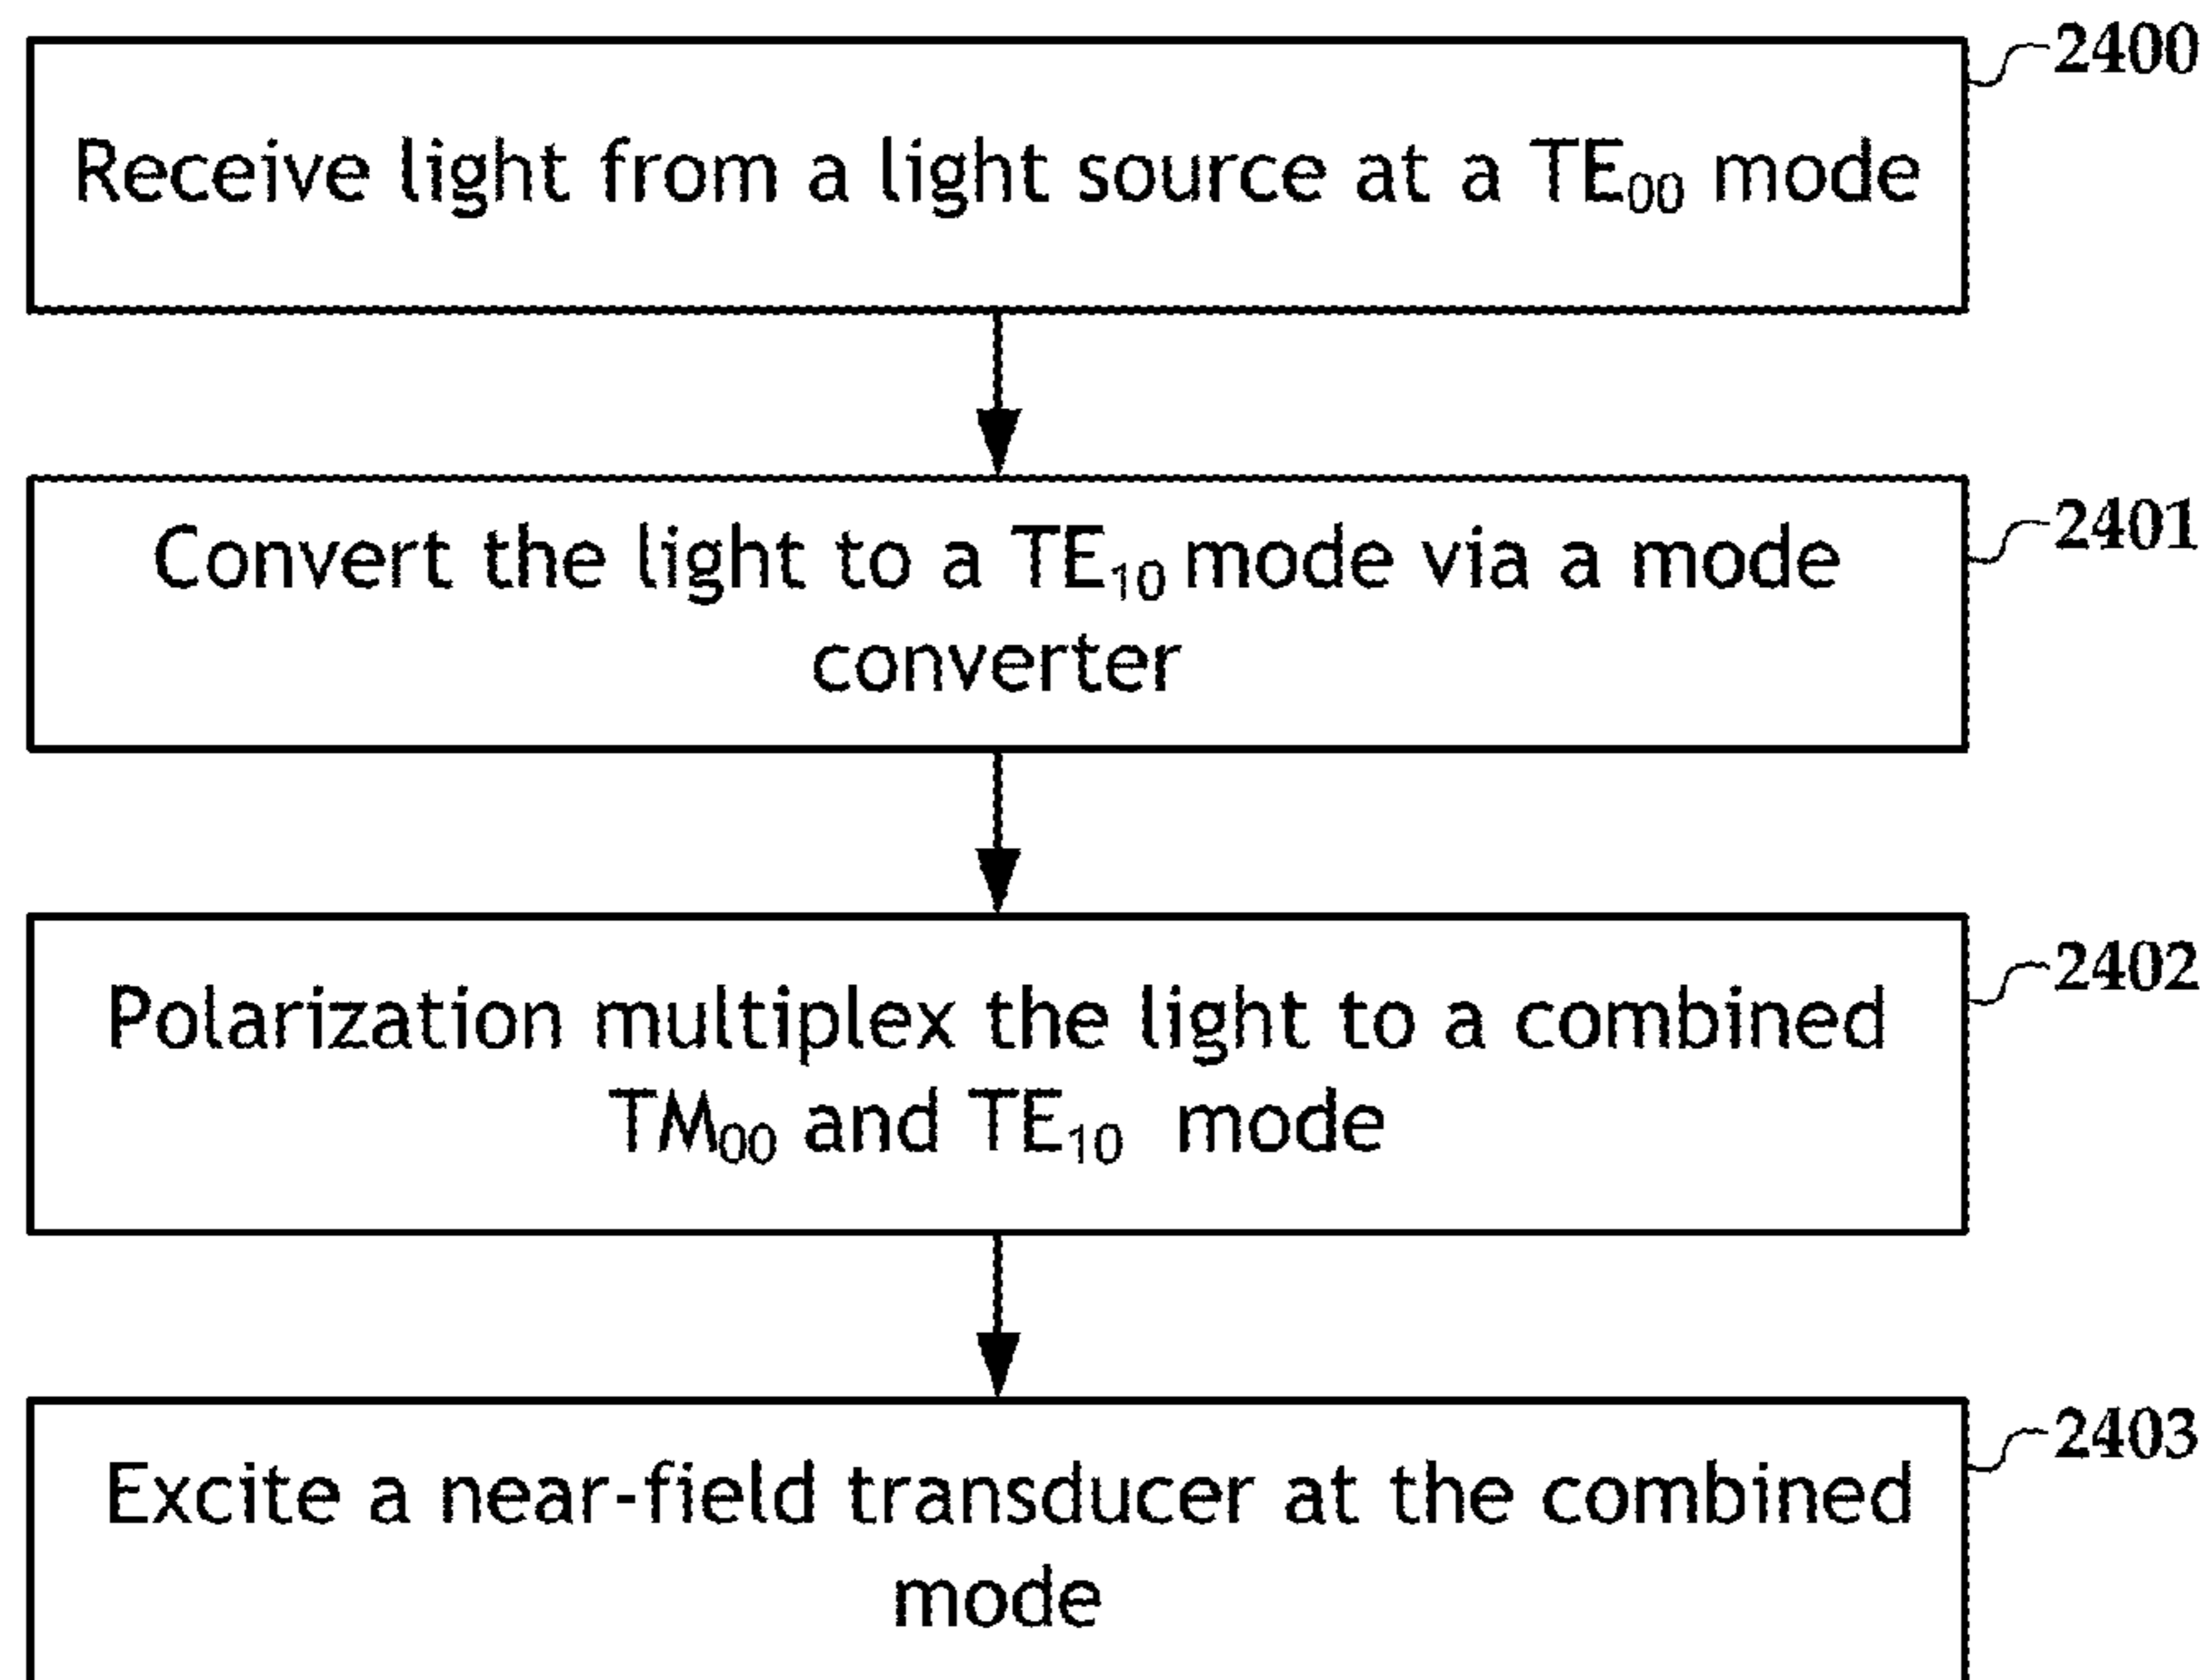 2400
Receive light from a light source at a TE₀₀ mode
2401
Convert the light to a TE₁₀ mode via a mode
converter
2402
Polarization multiplex the light to a combined
TM₀₀ and TE₁₀ mode
2403
Excite a near-field transducer at the combined
mode